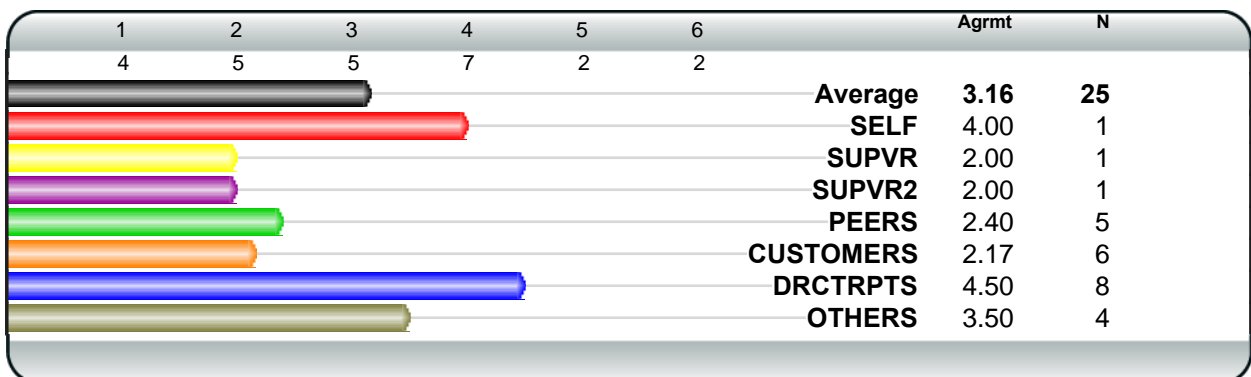 1 2 3 4 5 6 Agrmt N
4 5 5 7 2 2
Average 3.16 25
SELF 4.00 1
SUPVR 2.00 1
SUPVR2 2.00 1
PEERS 2.40 5
CUSTOMERS 2.17 6
DRCTRPTS 4.50 8
OTHERS 3.50 4